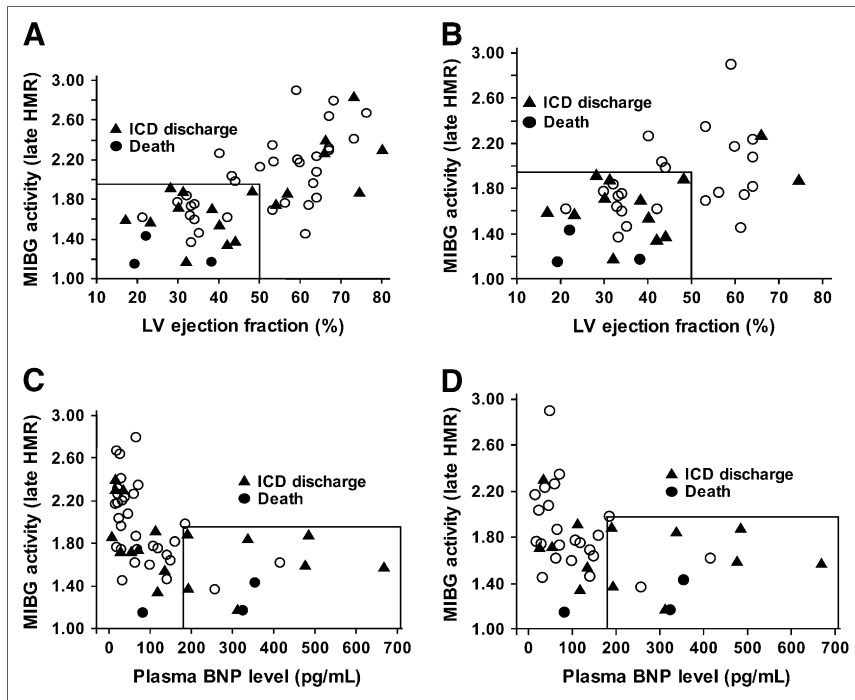 A
MIBG activity (late HMR)
3.00
2.60
2.20
1.80
1.40
1.00
ICD discharge
Death
10 20 30 40 50 60 70 80
LV ejection fraction (%)
B
MIBG activity (late HMR)
3.00
2.60
2.20
1.80
1.40
1.00
ICD discharge
Death
10 20 30 40 50 60 70 80
LV ejection fraction (%)
C
MIBG activity (late HMR)
3.00
2.60
2.20
1.80
1.40
1.00
ICD discharge
Death
0 100 200 300 400 500 600 700
Plasma BNP level (pg/mL)
D
MIBG activity (late HMR)
3.00
2.60
2.20
1.80
1.40
1.00
ICD discharge
Death
0 100 200 300 400 500 600 700
Plasma BNP level (pg/mL)